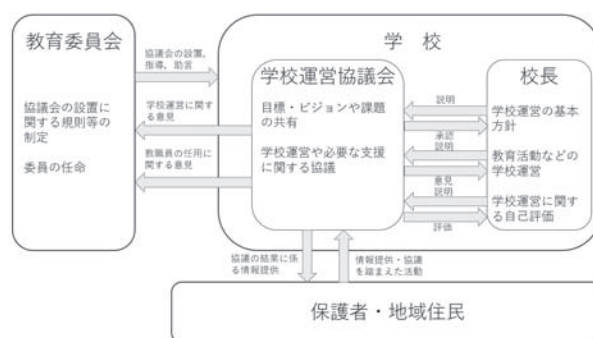 教育委員会
協議会の設置に
関する規則等の
制定
委員の任命
協議会の設置、
指導、助言
学校運営に関する
意見
教職員の任用に
関する意見
学 校
学校運営協議会
目標・ビジョンや課題
の共有
学校運営や必要な支援
に関する協議
説明
承認
説明
意見
説明
評価
校長
学校運営の基本
方針
教育活動などの
学校運営
学校運営に関す
る自己評価
協議の結果に係
る情報提供
情報提供・協議
を踏まえた活動
保護者・地域住民